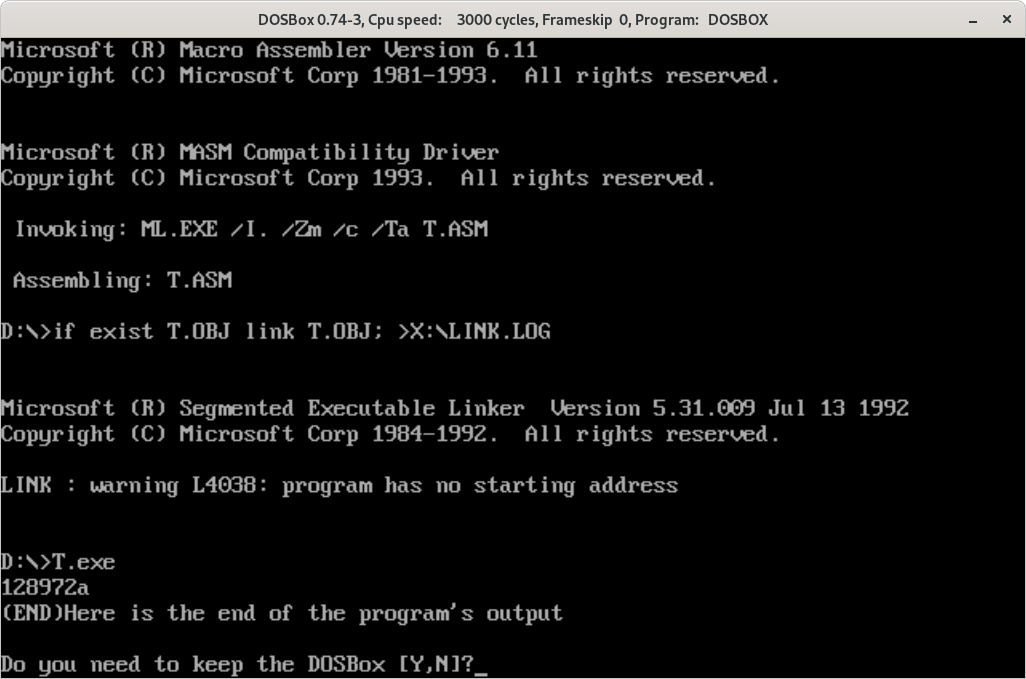 DOSBox 0.74-3, Cpu speed:    3000 cycles, Frameskip  0, Program:   DOSBOX
Microsoft (R) Macro Assembler Version 6.11
Copyright (C) Microsoft Corp 1981-1993.  All rights reserved.
Microsoft (R) MASM Compatibility Driver
Copyright (C) Microsoft Corp 1993.  All rights reserved.
Invoking: ML.EXE /I. /Zm /c /Ta T.ASM
Assembling: T.ASM
D:\>if exist T.OBJ link T.OBJ; >X:\LINK.LOG
Microsoft (R) Segmented Executable Linker  Version 5.31.009 Jul 13 1992
Copyright (C) Microsoft Corp 1984-1992.  All rights reserved.
LINK : warning L4038: program has no starting address
D:\>T.exe
128972a
(END)Here is the end of the program's output
Do you need to keep the DOSBox [Y,N]?_